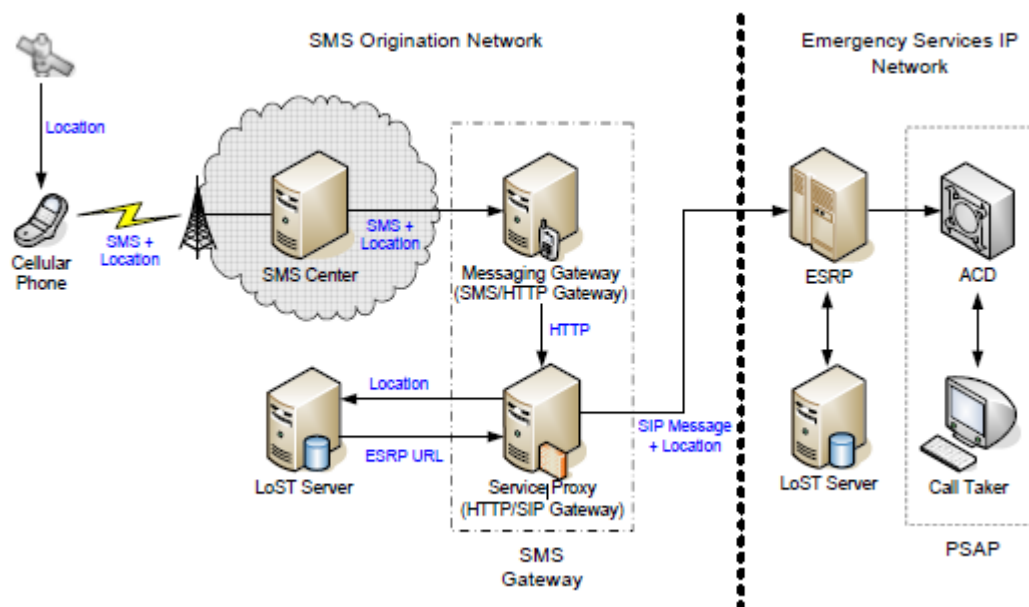 SMS Origination Network
Emergency Services IP
Network
Location
SMS +
Location
Cellular
Phone
SMS Center
SMS +
Location
Messaging Gateway
(SMS/HTTP Gateway)
HTTP
Location
ESRP URL
LoST Server
Service Proxy
(HTTP/SIP Gateway)
SMS
Gateway
SIP Message
+ Location
ESRP
ACD
LoST Server
Call Taker
PSAP